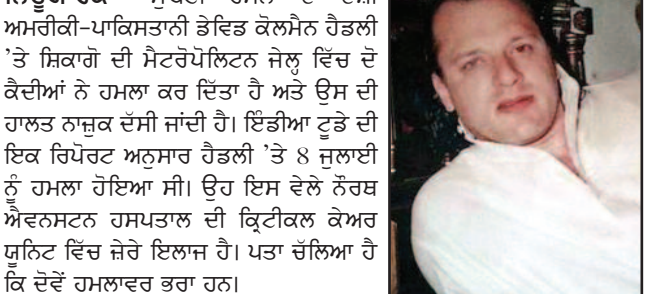 ਅਮਰੀਕੀ-ਪਾਕਿਸਤਾਨੀ ਡੇਵਿਡ ਕੋਲਮੈਨ ਹੈਡਲੀ
'ਤੇ ਸ਼ਿਕਾਗੋ ਦੀ ਮੈਟਰੋਪੋਲਿਟਨ ਜੇਲ੍ਹ ਵਿੱਚ ਦੋ
ਕੈਦੀਆਂ ਨੇ ਹਮਲਾ ਕਰ ਦਿੱਤਾ ਹੈ ਅਤੇ ਉਸ ਦੀ
ਹਾਲਤ ਨਾਜ਼ੁਕ ਦੱਸੀ ਜਾਂਦੀ ਹੈ। ਇੰਡੀਆ ਟੂਡੇ ਦੀ
ਇਕ ਰਿਪੋਰਟ ਅਨੁਸਾਰ ਹੈਡਲੀ 'ਤੇ 8 ਜੁਲਾਈ
ਨੂੰ ਹਮਲਾ ਹੋਇਆ ਸੀ। ਉਹ ਇਸ ਵੇਲੇ ਨੌਰਥ
ਐਵਨਸਟਨ ਹਸਪਤਾਲ ਦੀ ਕ੍ਰਿਟੀਕਲ ਕੇਅਰ
ਯੂਨਿਟ ਵਿੱਚ ਜ਼ੇਰੇ ਇਲਾਜ ਹੈ। ਪਤਾ ਚੱਲਿਆ ਹੈ
ਕਿ ਦੋਵੇਂ ਹਮਲਾਵਰ ਭਰਾ ਹਨ।